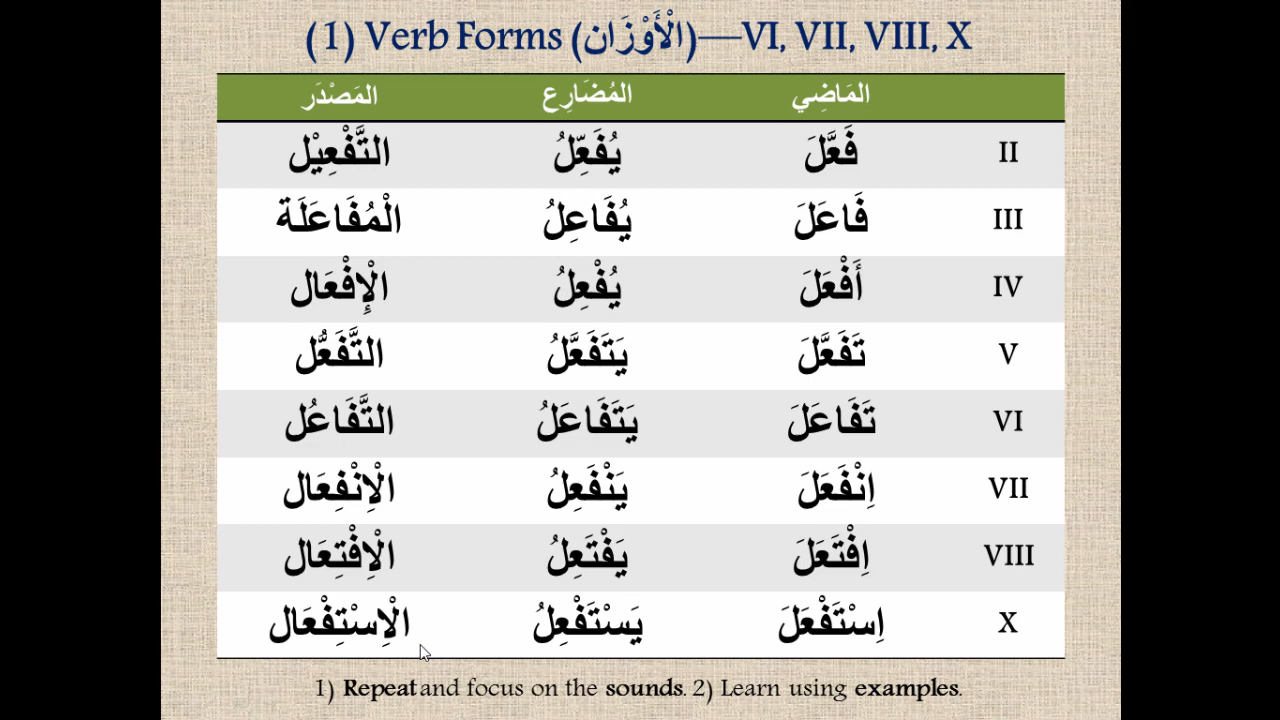 (1) Verb Forms (الْأَوْزَان)—VI, VII, VIII, X
المَاضِي المُضَارِع المَصْدَر
II فَعَّلَ يُفَعِّلُ التَّفْعِيْل
III فَاعَلَ يُفَاعِلُ الْمُفَاعَلَة
IV أَفْعَلَ يُفْعِلُ الْإِفْعَال
V تَفَعَّلَ يَتَفَعَّلُ التَّفَعُّل
VI تَفَاعَلَ يَتَفَاعَلُ التَّفَاعُل
VII اِنْفَعَلَ يَنْفَعِلُ الْاِنْفِعَال
VIII اِفْتَعَلَ يَفْتَعِلُ الْاِفْتِعَال
X اِسْتَفْعَلَ يَسْتَفْعِلُ الْاِسْتِفْعَال
1) Repeat and focus on the sounds. 2) Learn using examples.